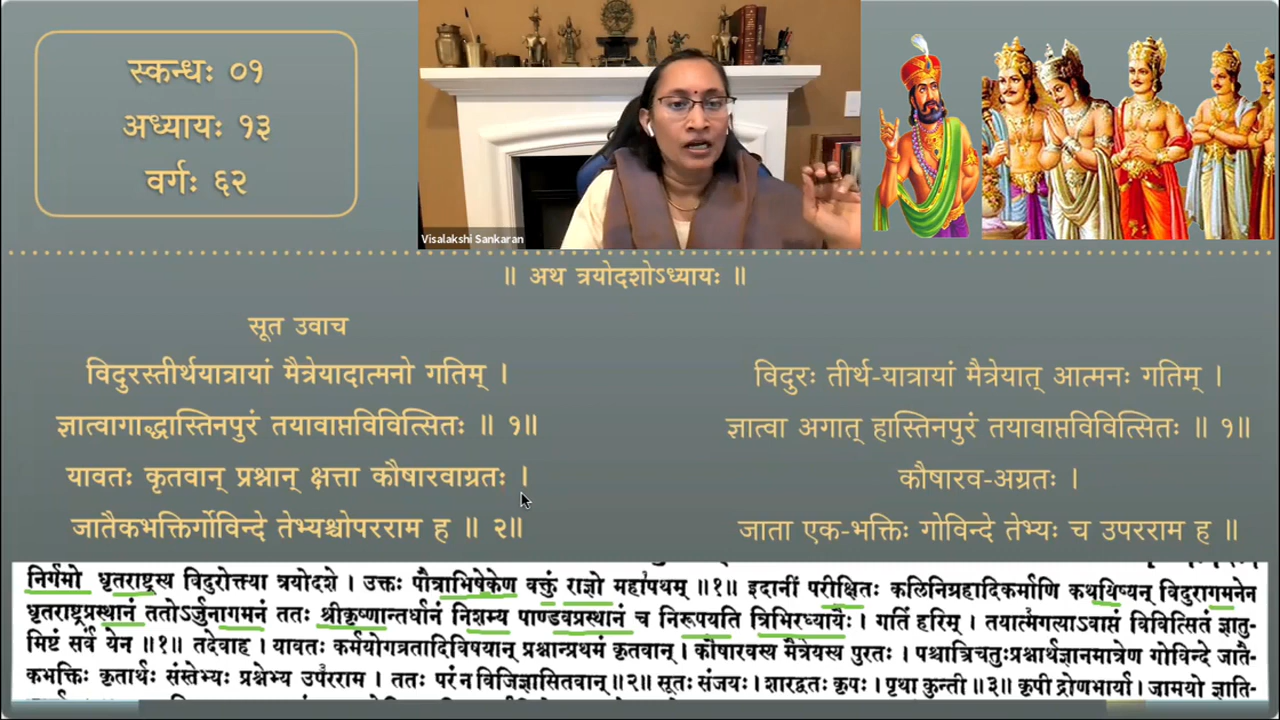 स्कन्धः ०१
अध्यायः १३
वर्गः ६२
Visalakshi Sankaran
॥ अथ त्रयोदशोऽध्यायः ॥
सूत उवाच
विदुरस्तीर्थयात्रायां मैत्रेयादात्मनो गतिम् ।
ज्ञात्वागाद्धास्तिनपुरं तयावाप्तविवित्सितः ॥ १॥
यावतः कृतवान् प्रश्नान् क्षत्ता कौषारवाग्रतः ।
जातैकभक्तिर्गोविन्दे तेभ्यश्चोपरराम ह ॥ २॥
विदुरः तीर्थ-यात्रायां मैत्रेयात् आत्मनः गतिम् ।
ज्ञात्वा अगात् हास्तिनपुरं तयावाप्तविवित्सितः ॥ १॥
कौषारव-अग्रतः ।
जाता एक-भक्तिः गोविन्दे तेभ्यः च उपरराम ह ॥
निर्गमो धृतराष्ट्रस्य विदुरोक्त्या त्रयोदशे । उक्तः पौत्राभिषेकेण वक्तुं राज्ञो महापथम् ॥१॥ इदानीं परीक्षितः कलिनिग्रहादिकर्माणि कथयिष्यन् विदुरागमनेन
धृतराष्ट्रप्रस्थानं ततोऽर्जुनागमनं ततः श्रीकृष्णान्तर्धानं निशम्य पाण्डवप्रस्थानं च निरूपयति त्रिभिरध्यायैः । गतिं हरिम् । तयात्मगत्याऽवाप्तं विवित्सितं ज्ञातु-
मिष्टं सर्वं येन ॥१॥ तदेवाह । यावतः कर्मयोगव्रतादिविषयान् प्रश्नान्प्रथमं कृतवान् । कौषारवस्य मैत्रेयस्य पुरतः । पश्चात्त्रिचतुःप्रश्नार्थज्ञानमात्रेण गोविन्दे जातै-
कभक्तिः कृतार्थः संस्तेभ्यः प्रश्नेभ्य उपरराम । ततः परं न विजिज्ञासितवान् ॥२॥ सूतः संजयः । शारद्वतः कृपः । पृथा कुन्ती ॥३॥ कृपी द्रोणभार्या । जामयो ज्ञाति-